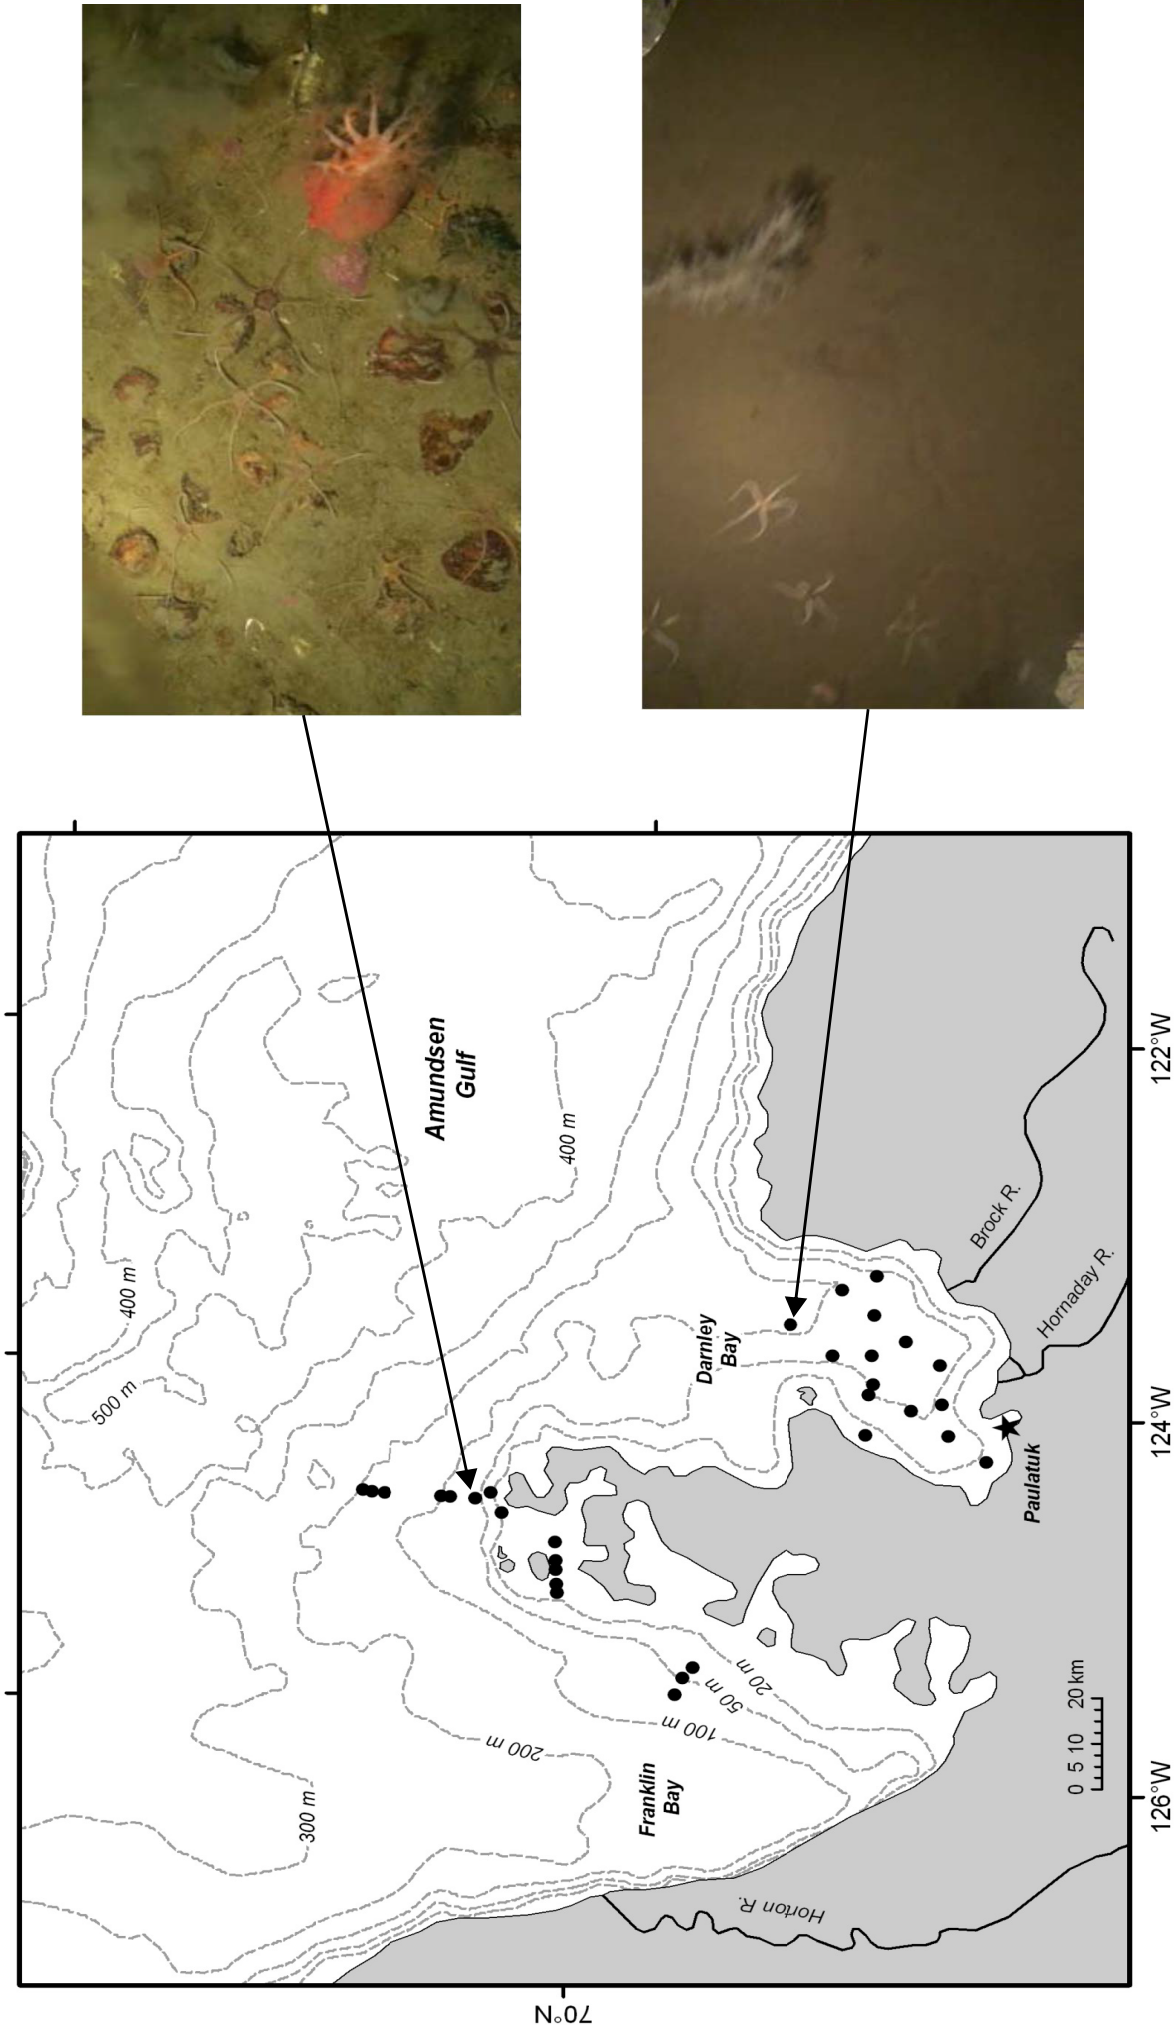 Amundsen
Gulf
400 m
400 m
500 m
Darnley
Bay
Brock R.
Hornaday R.
Paulatuk
20 m
50 m
100 m
200 m
300 m
Franklin
Bay
Horton R.
0 5 10 20 km
70°N
126°W
124°W
122°W